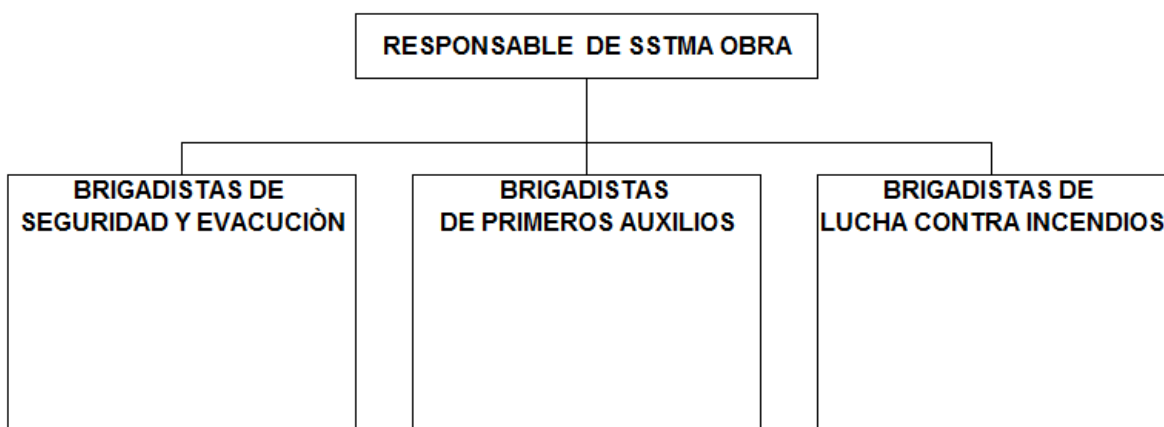 RESPONSABLE DE SSTMA OBRA
BRIGADISTAS DE
SEGURIDAD Y EVACUCIÒN
BRIGADISTAS
DE PRIMEROS AUXILIOS
BRIGADISTAS DE
LUCHA CONTRA INCENDIOS